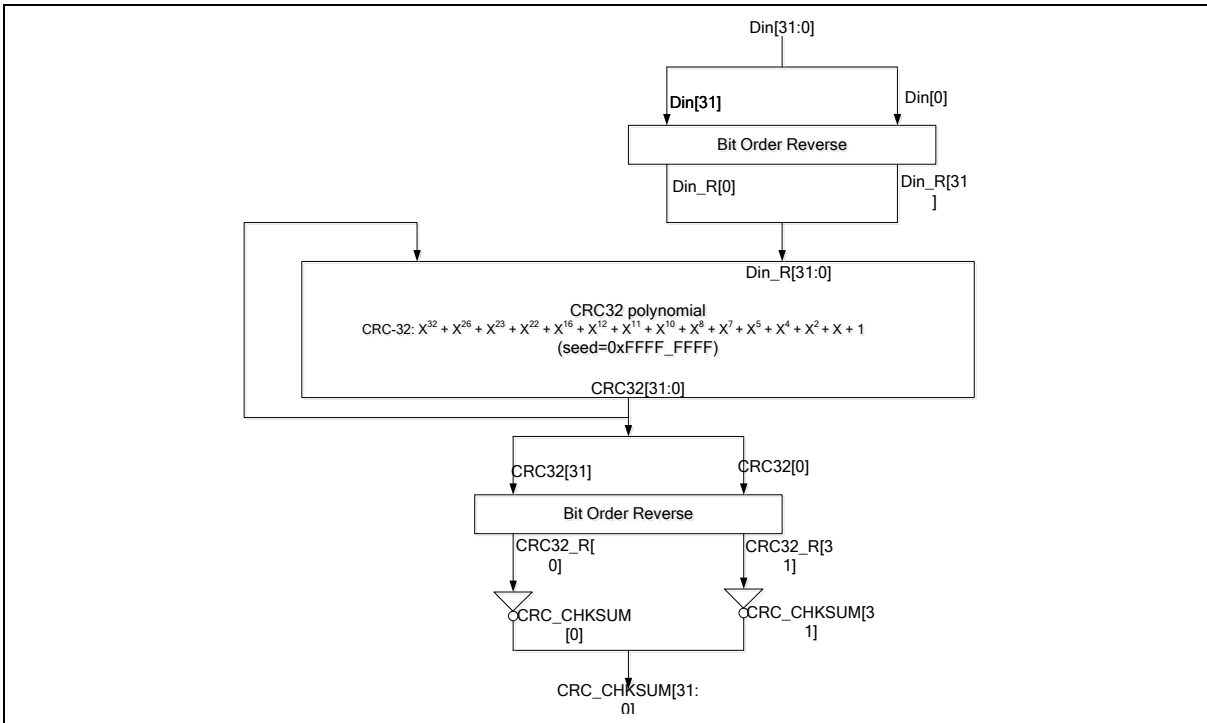 Din[31:0]
Din[31]
Din[0]
Bit Order Reverse
Din_R[0]
Din_R[31
]
Din_R[31:0]
CRC32 polynomial
CRC-32: X³² + X²⁶ + X²³ + X²² + X¹⁶ + X¹² + X¹¹ + X¹⁰ + X⁸ + X⁷ + X⁵ + X⁴ + X² + X + 1
(seed=0xFFFF_FFFF)
CRC32[31:0]
CRC32[31]
CRC32[0]
Bit Order Reverse
CRC32_R[
0]
CRC32_R[3
1]
CRC_CHKSUM
[0]
CRC_CHKSUM[3
1]
CRC_CHKSUM[31:
0]